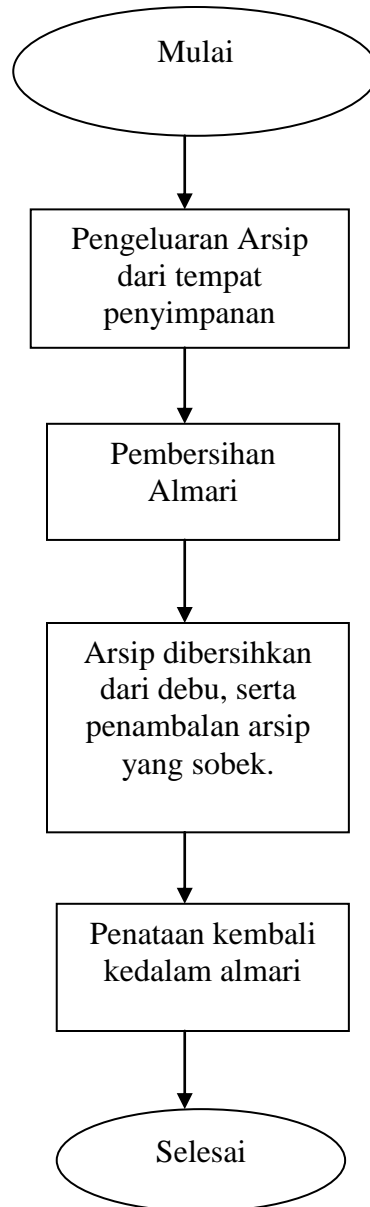 Mulai
Pengeluaran Arsip
dari tempat
penyimpanan
Pembersihan
Almari
Arsip dibersihkan
dari debu, serta
penambalan arsip
yang sobek.
Penataan kembali
kedalam almari
Selesai